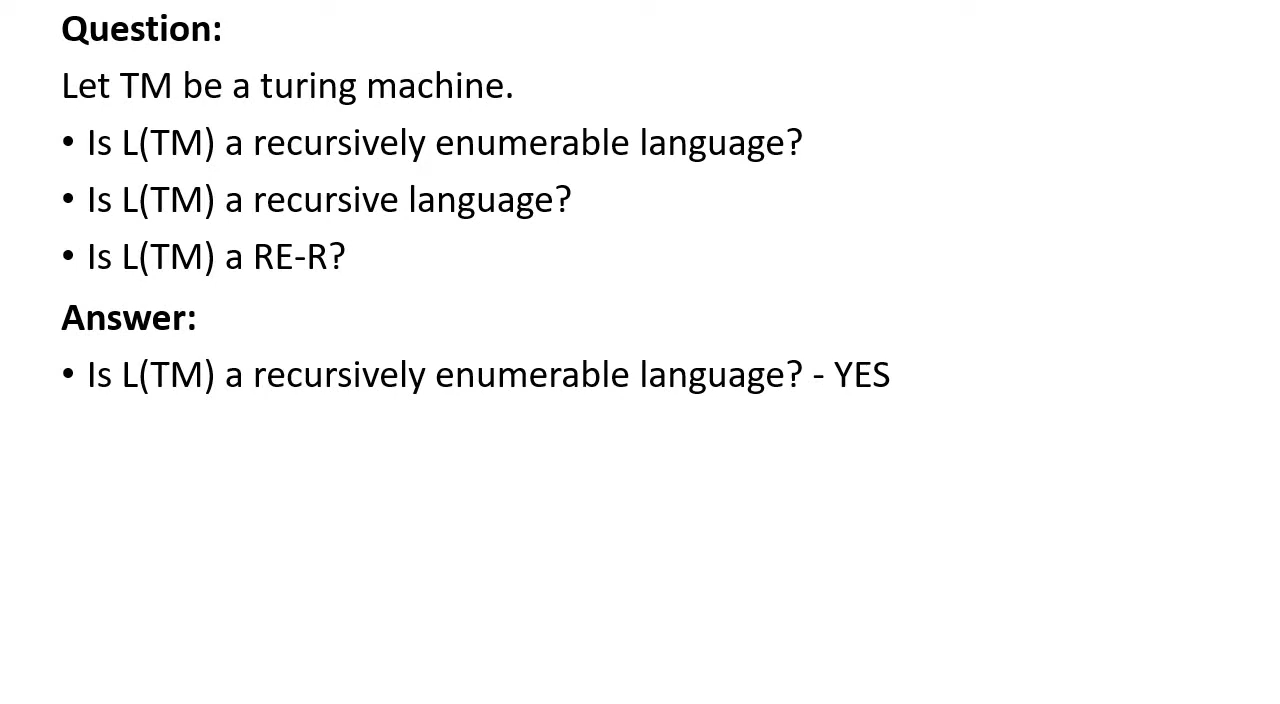 Question:
Let TM be a turing machine.
• Is L(TM) a recursively enumerable language?
• Is L(TM) a recursive language?
• Is L(TM) a RE-R?
Answer:
• Is L(TM) a recursively enumerable language? - YES